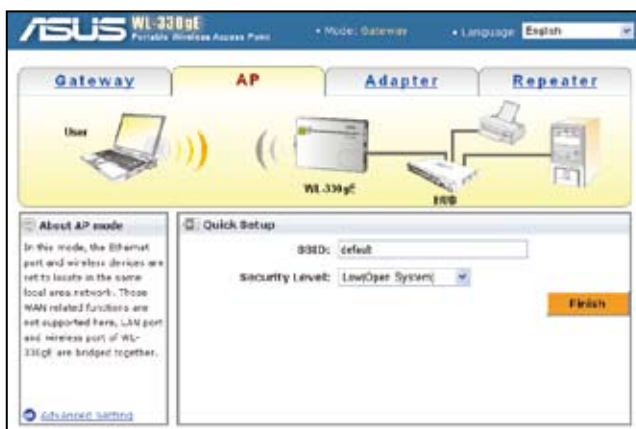 ASUS WL-330gE
Portable Wireless Access Point
• Mode: Gateway
• Language English
Gateway
AP
Adapter
Repeater
User
WL-330gE
HUB
About AP mode
In this mode, the Ethernet
port and wireless devices are
set to locate in the same
local area network. Those
WAN related functions are
not supported here, LAN port
and wireless port of WL-
330gE are bridged together.
Advanced Setting
Quick Setup
SSID: default
Security Level: Low(Open System)
Finish